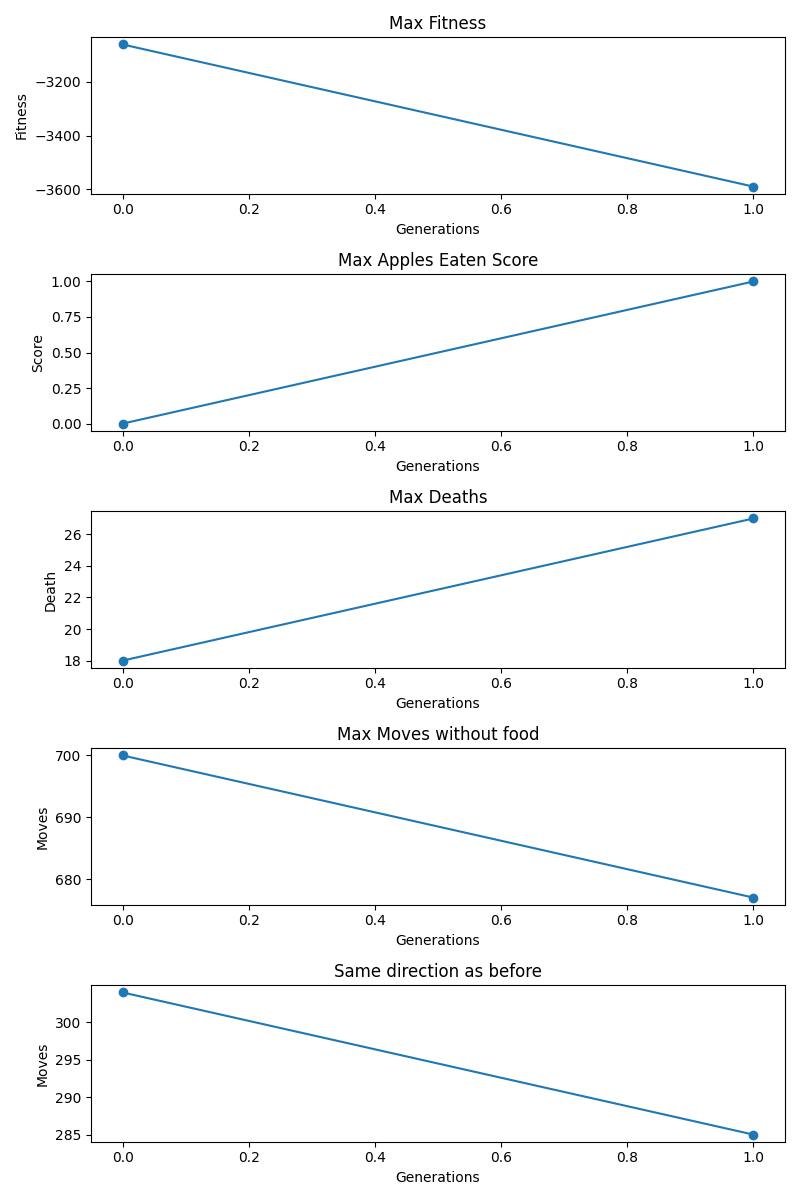 Max Fitness
−3200
−3400
−3600
Fitness
0.0 0.2 0.4 0.6 0.8 1.0
Generations
Max Apples Eaten Score
1.00
0.75
0.50
0.25
0.00
Score
0.0 0.2 0.4 0.6 0.8 1.0
Generations
Max Deaths
26
24
22
20
18
Death
0.0 0.2 0.4 0.6 0.8 1.0
Generations
Max Moves without food
700
690
680
Moves
0.0 0.2 0.4 0.6 0.8 1.0
Generations
Same direction as before
300
295
290
285
Moves
0.0 0.2 0.4 0.6 0.8 1.0
Generations